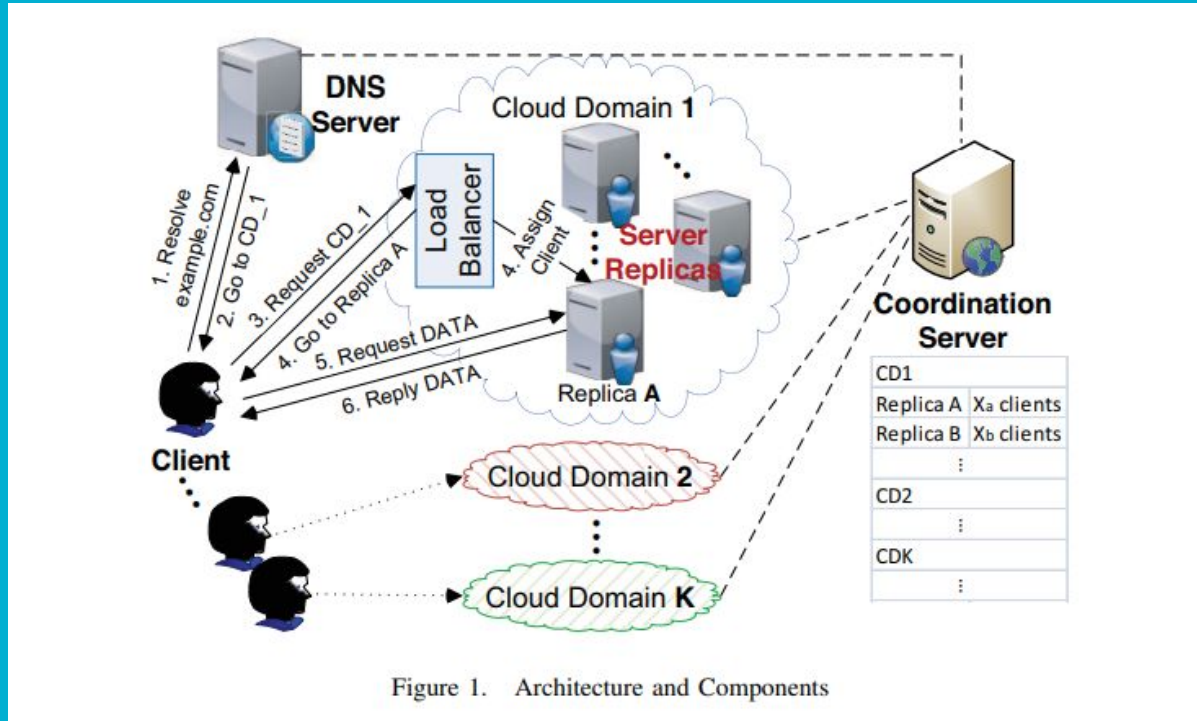 DNS
Server
1. Resolve
example.com
2. Go to CD_1
3. Request CD_1
4. Go to Replica A
5. Request DATA
6. Reply DATA
Client
Cloud Domain 1
Load
Balancer
4. Assign
Client
Server
Replicas
Replica A
Cloud Domain 2
Cloud Domain K
Coordination
Server
CD1
Replica A Xa clients
Replica B Xb clients
⋮
CD2
⋮
CDK
⋮
Figure 1. Architecture and Components